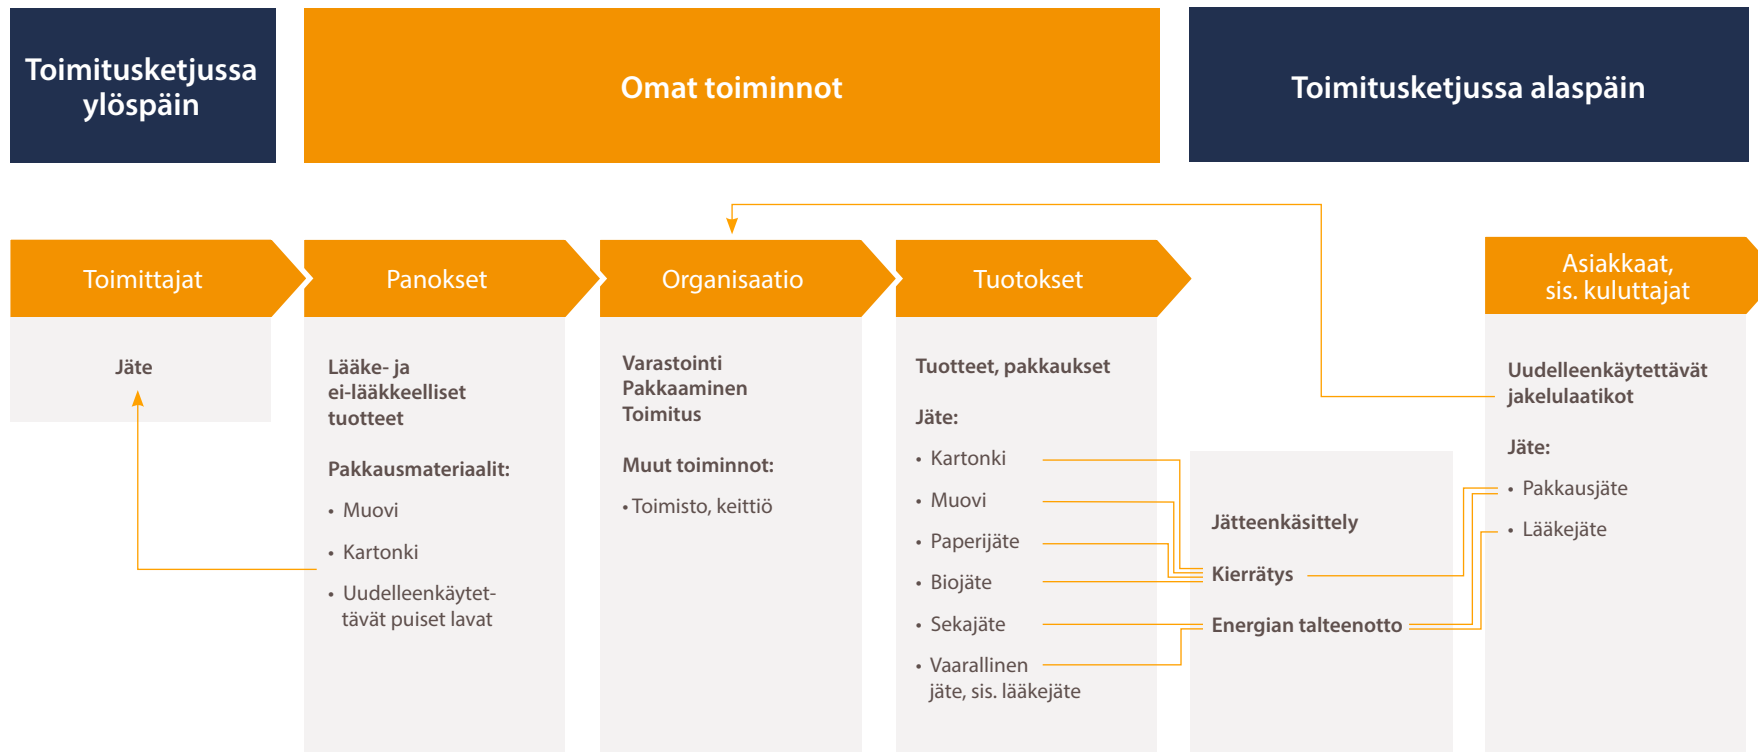 Toimitusketjussa
ylöspäin
Omat toiminnot
Toimitusketjussa alaspäin
Toimittajat
Jäte
Panokset
Lääke- ja
ei-lääkkeelliset
tuotteet
Pakkausmateriaalit:
• Muovi
• Kartonki
• Uudelleenkäytet-
tävät puiset lavat
Organisaatio
Varastointi
Pakkaaminen
Toimitus
Muut toiminnot:
• Toimisto, keittiö
Tuotokset
Tuotteet, pakkaukset
Jäte:
• Kartonki
• Muovi
• Paperijäte
• Biojäte
• Sekajäte
• Vaarallinen
jäte, sis. lääkejäte
Jätteenkäsittely
Kierrätys
Energian talteenotto
Asiakkaat,
sis. kuluttajat
Uudelleenkäytettävät
jakelulaatikot
Jäte:
• Pakkausjäte
• Lääkejäte